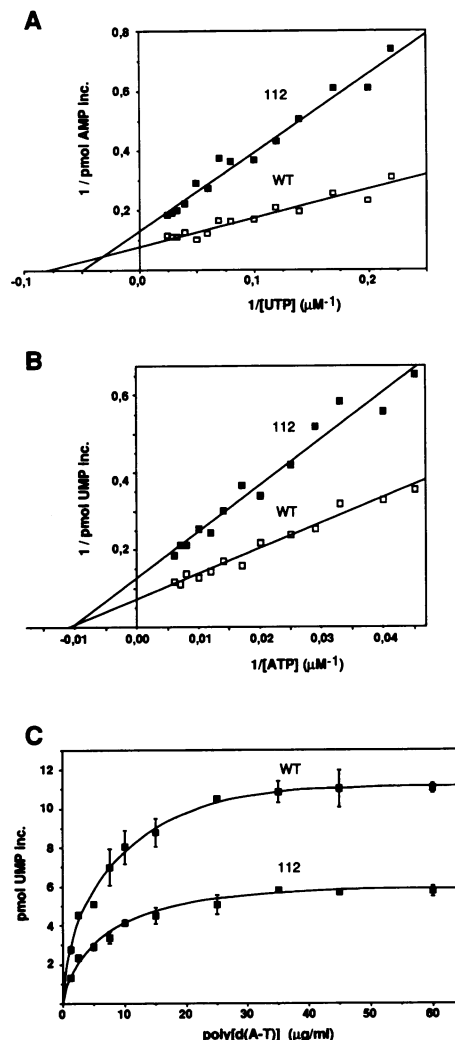 A
0,8
0,6
0,4
0,2
1 / pmol AMP Inc.
112
WT
-0,1
0,0
0,1
0,2
1/[UTP] (µM-1)
B
0,6
0,4
0,2
1 / pmol UMP Inc.
112
WT
-0,01
0,00
0,01
0,02
0,03
0,04
1/[ATP] (µM-1)
C
12
10
8
6
4
2
pmol UMP Inc.
WT
112
0
10
20
30
40
50
60
poly[d(A-T)] (µg/ml)